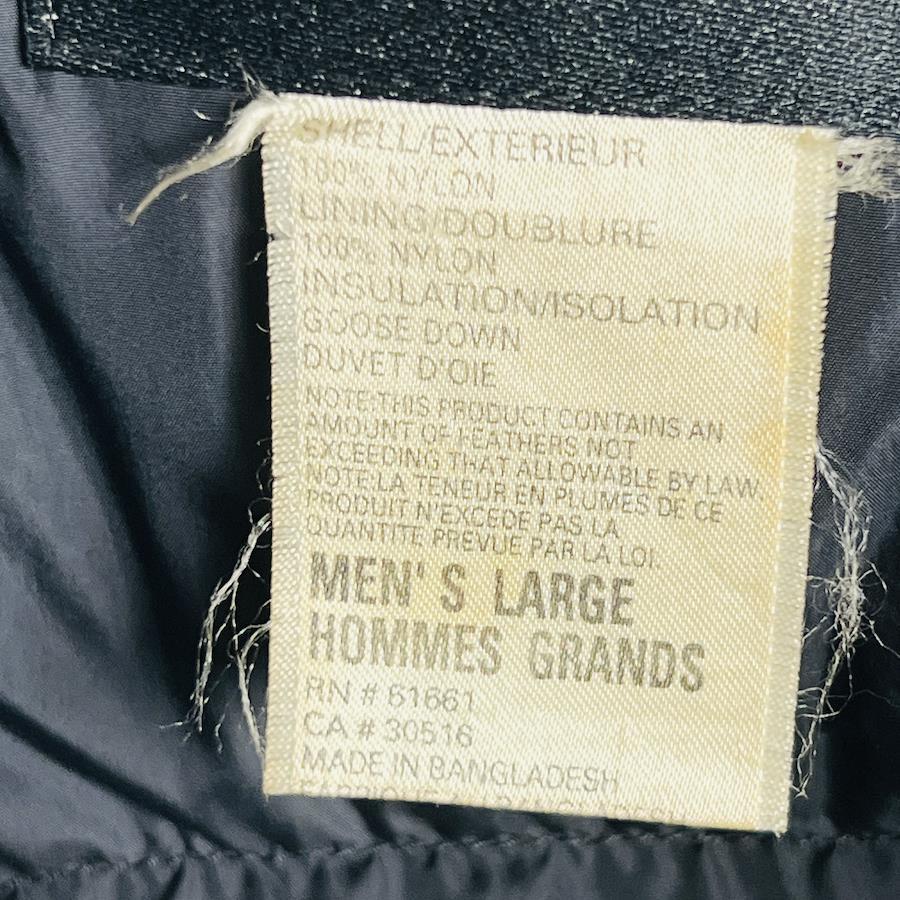 SHELL/EXTERIEUR
100% NYLON
LINING/DOUBLURE
100% NYLON
INSULATION/ISOLATION
GOOSE DOWN
DUVET D'OIE
NOTE:THIS PRODUCT CONTAINS AN
AMOUNT OF FEATHERS NOT
EXCEEDING THAT ALLOWABLE BY LAW
NOTE:LA TENEUR EN PLUMES DE CE
PRODUIT N'EXCEDE PAS LA
QUANTITE PREVUE PAR LA LOI
MEN'S LARGE
HOMMES GRANDS
RN # 61661
CA # 30516
MADE IN BANGLADESH